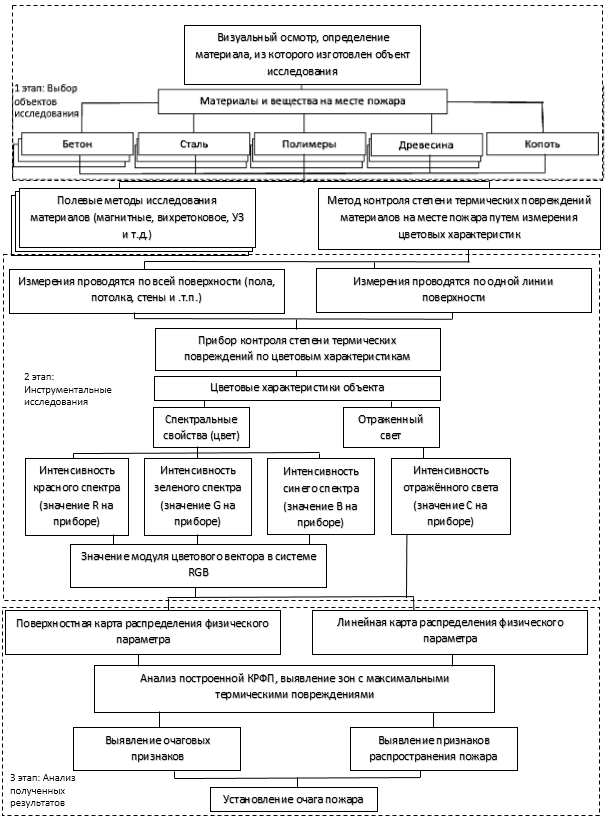 Визуальный осмотр, определение
материала, из которого изготовлен объект
исследования
1 этап: Выбор
объектов
исследования
Материалы и вещества на месте пожара
Бетон
Сталь
Полимеры
Древесина
Копоть
Полевые методы исследования
материалов (магнитные, вихретоковое, УЗ
и т.д.)
Метод контроля степени термических повреждений
материалов на месте пожара путем измерения
цветовых характеристик
Измерения проводятся по всей поверхности (пола,
потолка, стены и .т.п.)
Измерения проводятся по одной линии
поверхности
Прибор контроля степени термических
повреждений по цветовым характеристикам
2 этап:
Инструментальные
исследования
Цветовые характеристики объекта
Спектральные
свойства (цвет)
Отраженный
свет
Интенсивность
красного спектра
(значение R на
приборе)
Интенсивность
зеленого спектра
(значение G на
приборе)
Интенсивность
синего спектра
(значение B на
приборе)
Интенсивность
отражённого света
(значение С на
приборе)
Значение модуля цветового вектора в системе
RGB
Поверхностная карта распределения физического
параметра
Линейная карта распределения физического
параметра
Анализ построенной КРФП, выявление зон с максимальными
термическими повреждениями
Выявление очаговых
признаков
Выявление признаков
распространения пожара
3 этап: Анализ
полученных
результатов
Установление очага пожара